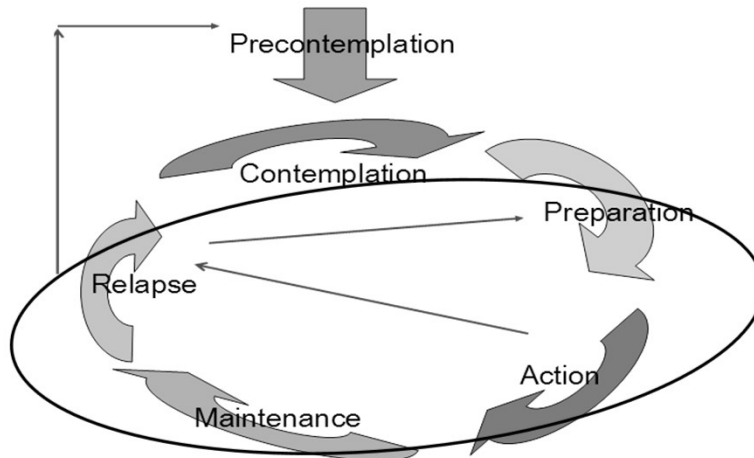 Precontemplation
Contemplation
Preparation
Relapse
Action
Maintenance